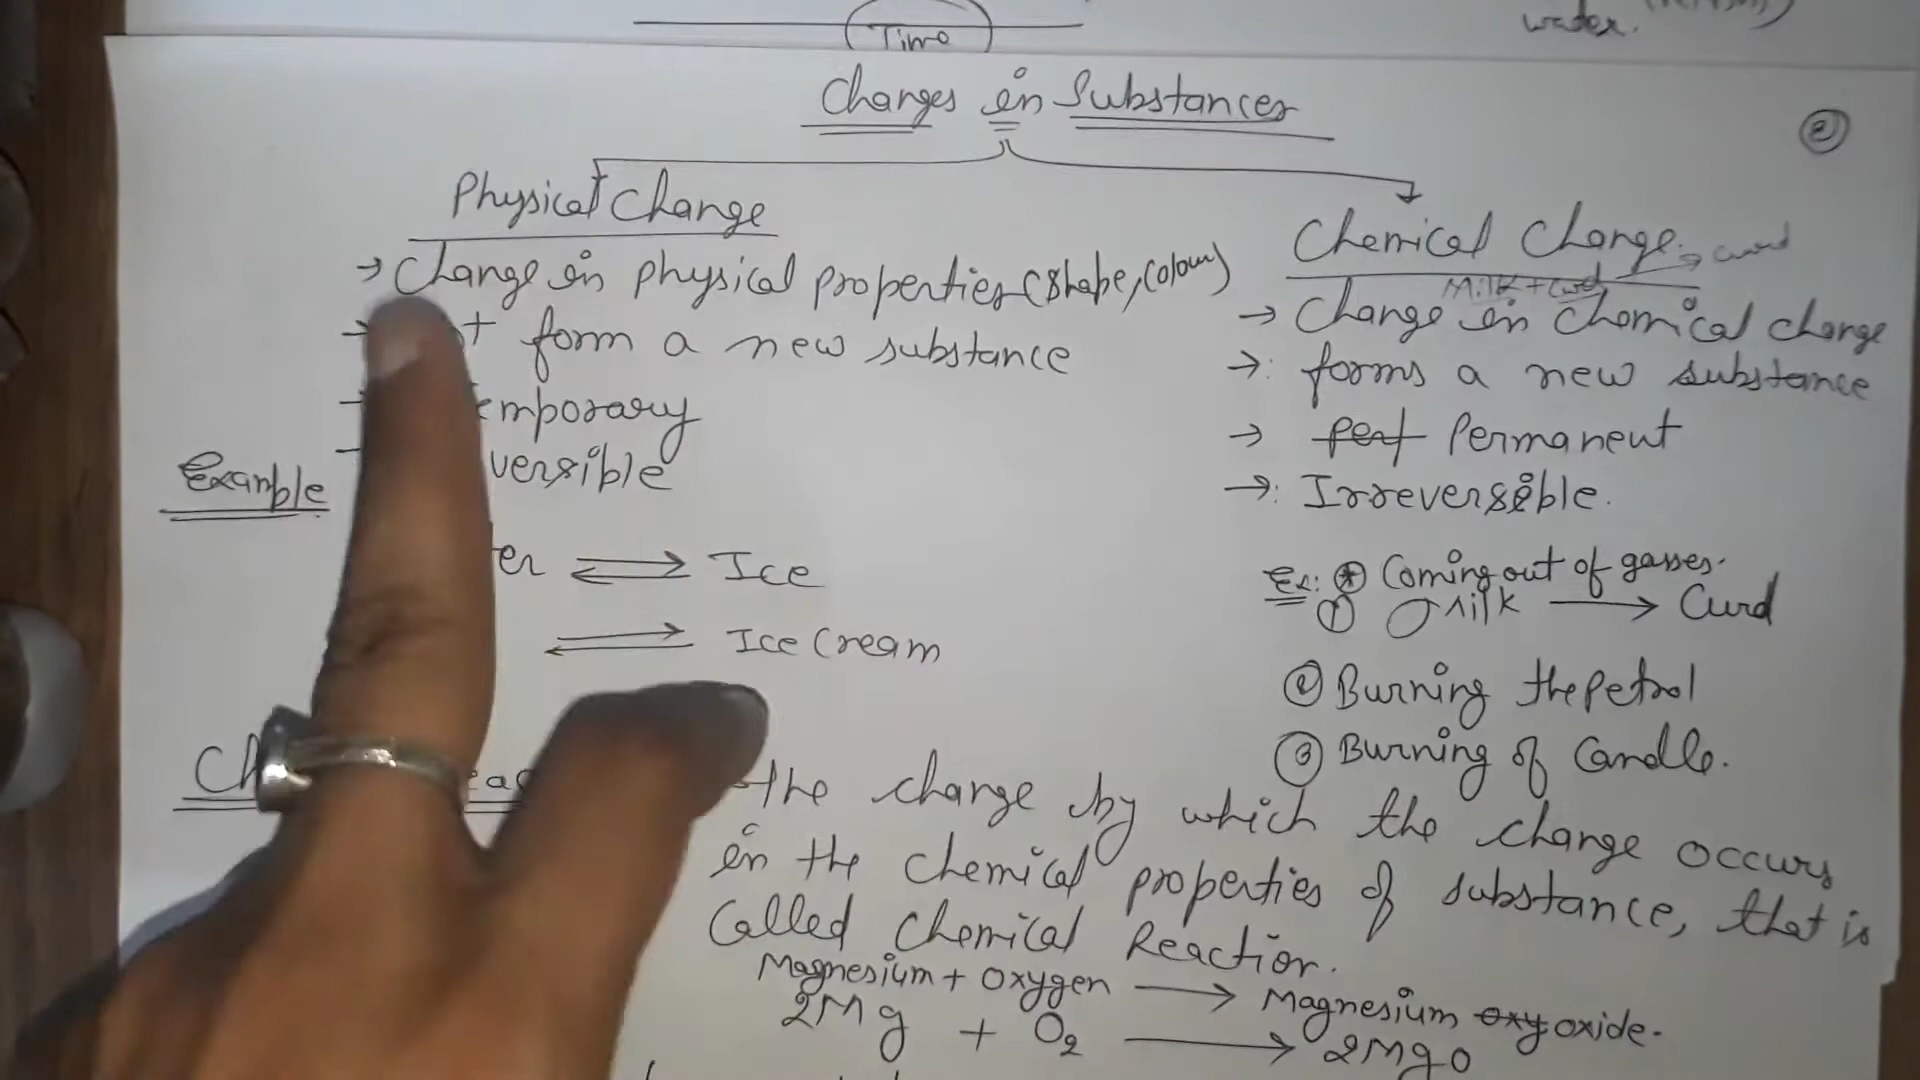 water.
Time
Changes in Substances
2
Physical Change
→ Change in physical properties (Shape, Colour)
form a new substance
Example
Ice
Ice Cream
Chemical Change.
→ curd
Milk + curd
→ Change in Chemical change
→: forms a new substance
→ Permanent
→: Irreversible.
Ex: * Coming out of gasses.
1 milk → Curd
2 Burning the petrol
3 Burning of Candle.
the change by which the change occurs
in the chemical properties of substance, that is
Called Chemical Reaction.
Magnesium + Oxygen → Magnesium oxide.
2Mg + O₂ → 2MgO